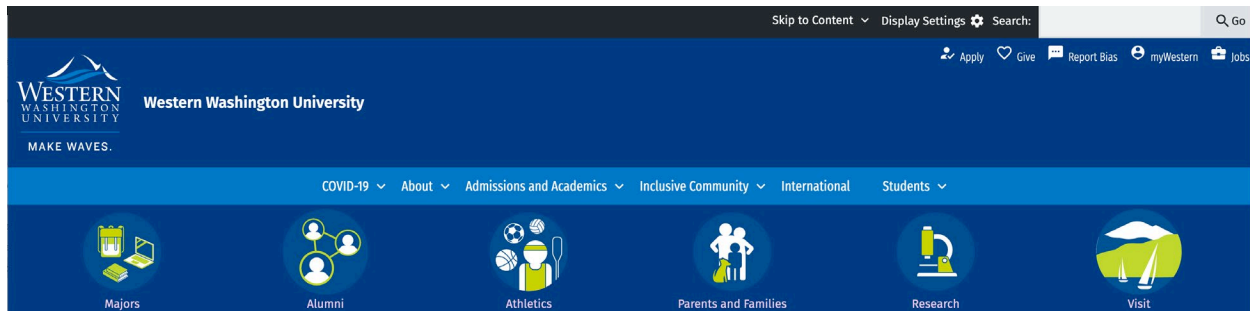 Skip to Content Display Settings Search: Go
Apply Give Report Bias myWestern Jobs
WESTERN
WASHINGTON
UNIVERSITY
MAKE WAVES.
Western Washington University
COVID-19 About Admissions and Academics Inclusive Community International Students
Majors Alumni Athletics Parents and Families Research Visit